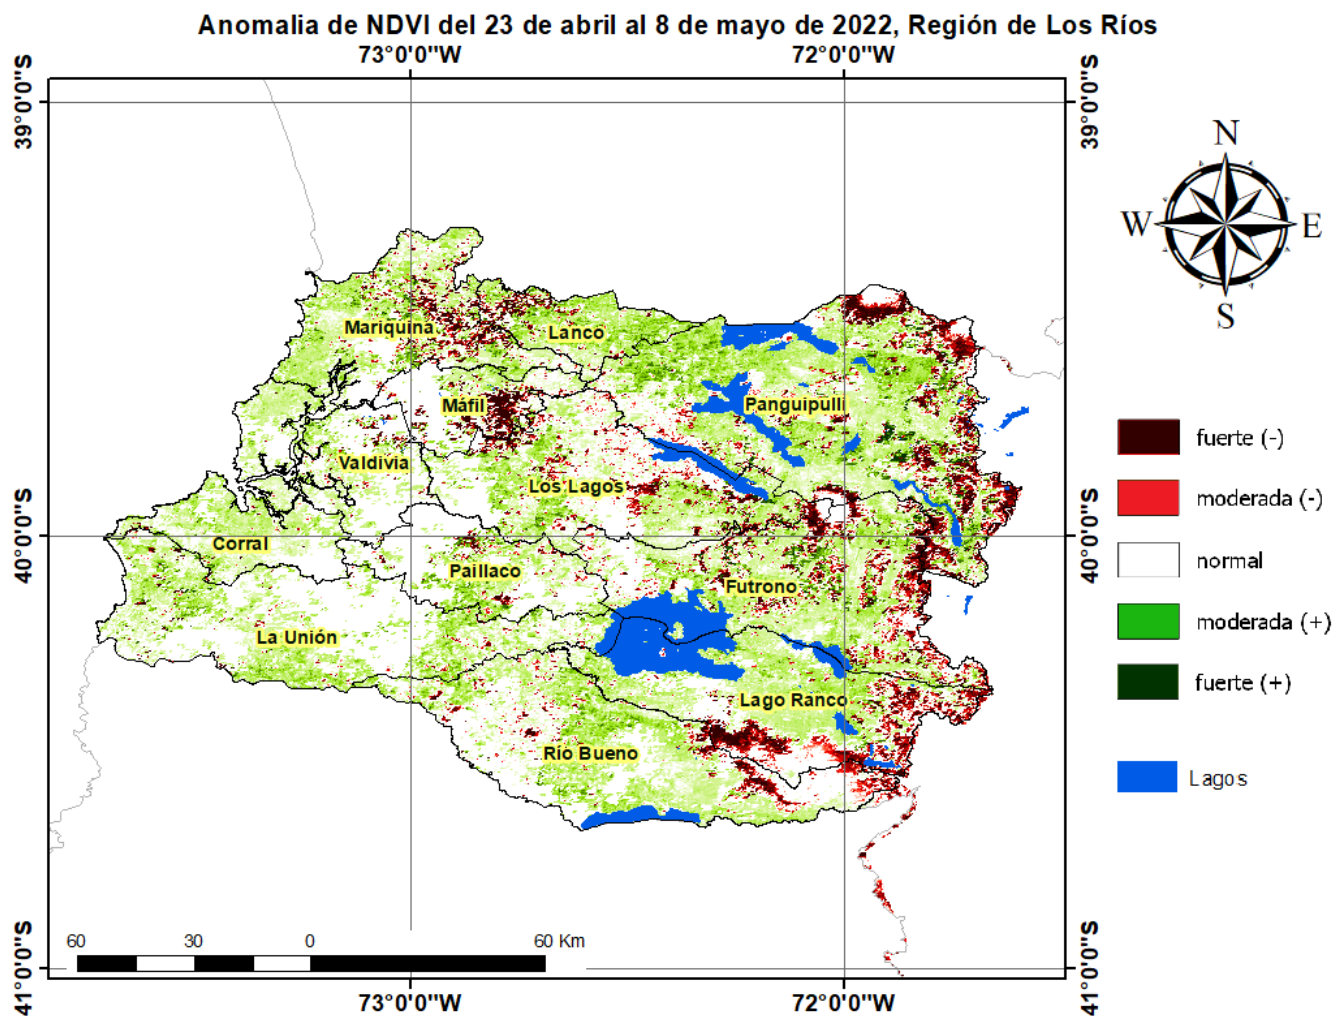 Anomalia de NDVI del 23 de abril al 8 de mayo de 2022, Región de Los Ríos
73°0'0"W 72°0'0"W
39°0'0"S 39°0'0"S
N
W E
S
Mariquina
Lanco
Máfil
Panguipulli
Valdivia
Los Lagos
Corral
Paillaco
Futrono
La Unión
Lago Ranco
Río Bueno
40°0'0"S 40°0'0"S
fuerte (-)
moderada (-)
normal
moderada (+)
fuerte (+)
Lagos
60 30 0 60 Km
41°0'0"S 41°0'0"S
73°0'0"W 72°0'0"W